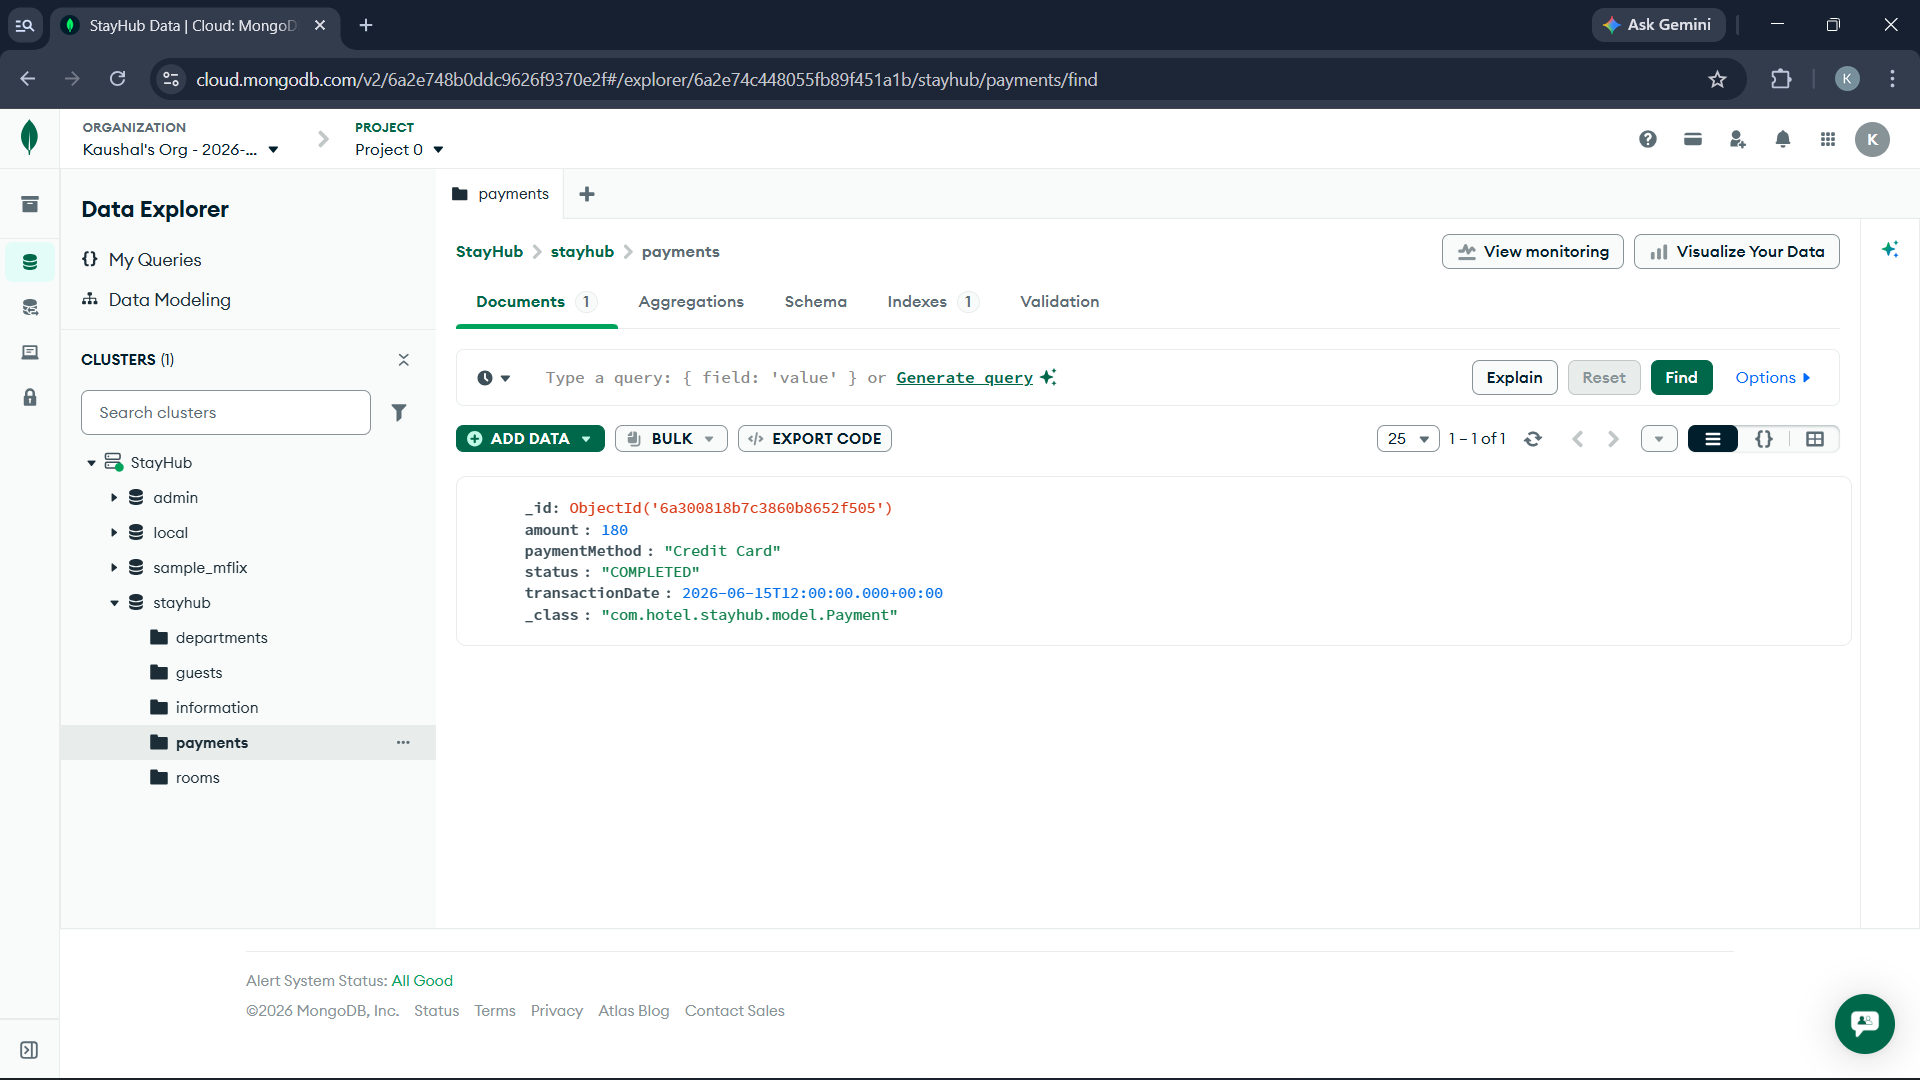 StayHub Data | Cloud: MongoD
Ask Gemini
cloud.mongodb.com/v2/6a2e748b0ddc9626f9370e2f#/explorer/6a2e74c448055fb89f451a1b/stayhub/payments/find
K
ORGANIZATION
Kaushal's Org - 2026-...
PROJECT
Project 0
K
Data Explorer
My Queries
Data Modeling
CLUSTERS (1)
Search clusters
StayHub
admin
local
sample_mflix
stayhub
departments
guests
information
payments
rooms
payments
StayHub > stayhub > payments
View monitoring
Visualize Your Data
Documents 1 Aggregations Schema Indexes 1 Validation
Type a query: { field: 'value' } or Generate query
Explain Reset Find Options
ADD DATA BULK EXPORT CODE
25 1 – 1 of 1
_id: ObjectId('6a300818b7c3860b8652f505')
amount : 180
paymentMethod : "Credit Card"
status : "COMPLETED"
transactionDate : 2026-06-15T12:00:00.000+00:00
_class : "com.hotel.stayhub.model.Payment"
Alert System Status: All Good
©2026 MongoDB, Inc. Status Terms Privacy Atlas Blog Contact Sales